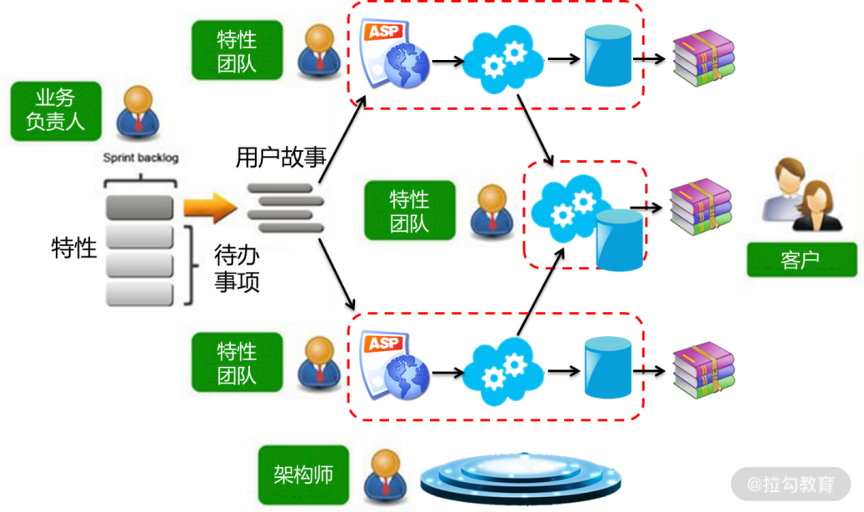 特性
团队
ASP
业务
负责人
Sprint backlog
用户故事
特性
待办
事项
特性
团队
客户
特性
团队
ASP
架构师
@拉勾教育